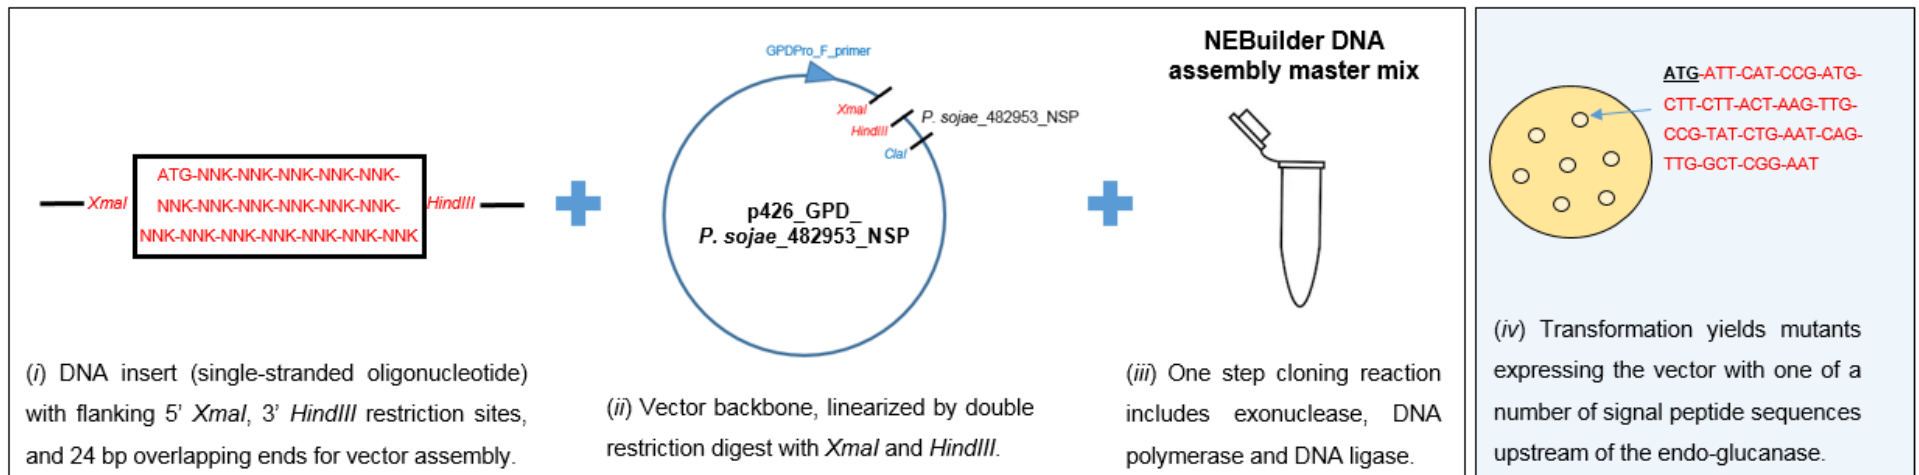 ATG-NNK-NNK-NNK-NNK-NNK-
XmaI
NNK-NNK-NNK-NNK-NNK-NNK-
HindIII
NNK-NNK-NNK-NNK-NNK-NNK-NNK
(i) DNA insert (single-stranded oligonucleotide)
with flanking 5’ XmaI, 3’ HindIII restriction sites,
and 24 bp overlapping ends for vector assembly.
GPDPro_F_primer
XmaI
P. sojae_482953_NSP
HindIII
ClaI
p426_GPD_
P. sojae_482953_NSP
(ii) Vector backbone, linearized by double
restriction digest with XmaI and HindIII.
NEBuilder DNA
assembly master mix
(iii) One step cloning reaction
includes exonuclease, DNA
polymerase and DNA ligase.
ATG-ATT-CAT-CCG-ATG-
CTT-CTT-ACT-AAG-TTG-
CCG-TAT-CTG-AAT-CAG-
TTG-GCT-CGG-AAT
(iv) Transformation yields mutants
expressing the vector with one of a
number of signal peptide sequences
upstream of the endo-glucanase.